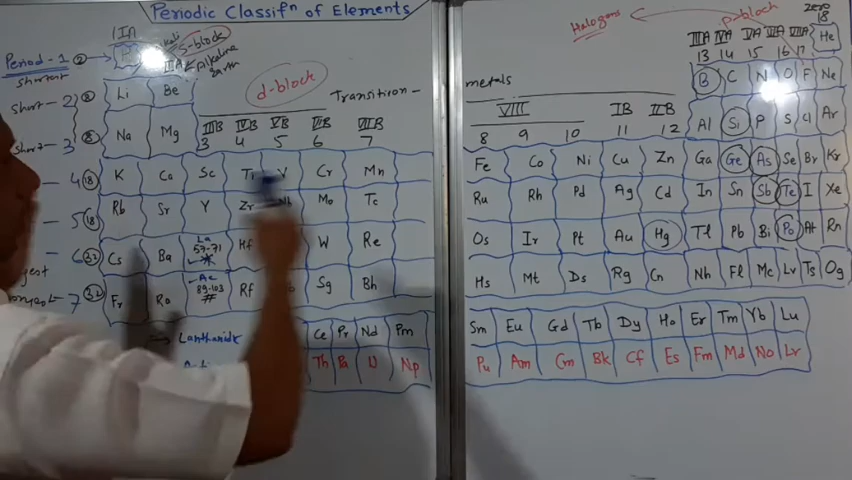 Periodic Classifn of Elements
zero
18
Halogens
p-block
IIIA IVA VA VIA VIIA
13 14 15 16 17
He
Period-1 2
H
s-block
IIA
Alkaline
Earth
short- 2
short- 3
Li Be
d-block
Transition - metals
B C N O F Ne
Na Mg
IIIB IVB VB VIB VIIB VIII IB IIB
3 4 5 6 7 8 9 10 11 12
Al Si P S Cl Ar
4 18 K Ca Sc Ti V Cr Mn Fe Co Ni Cu Zn Ga Ge As Se Br Kr
5 18 Rb Sr Y Zr Nb Mo Tc Ru Rh Pd Ag Cd In Sn Sb Te I Xe
6 32 Cs Ba La 57-71 * Hf W Re Os Ir Pt Au Hg Tl Pb Bi Po At Rn
7 32 Fr Ra Ac 89-103 # Rf Sg Bh Hs Mt Ds Rg Cn Nh Fl Mc Lv Ts Og
Lanthanide Ce Pr Nd Pm Sm Eu Gd Tb Dy Ho Er Tm Yb Lu
Th Pa U Np Pu Am Cm Bk Cf Es Fm Md No Lr